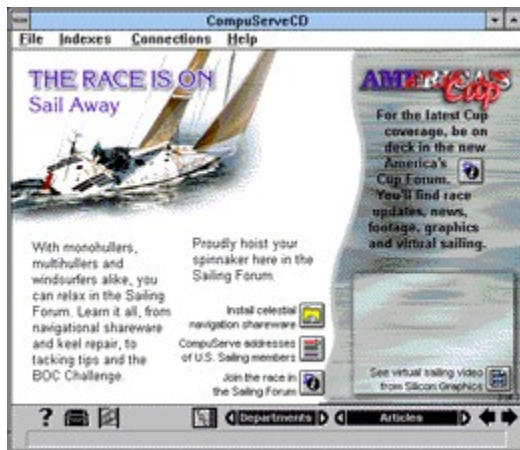 CompuServeCD
File Indexes Connections Help
THE RACE IS ON
Sail Away
With monohullers,
multihullers and
windsurfers alike, you
can relax in the Sailing
Forum. Learn it all, from
navigational shareware
and keel repair, to
tacking tips and the
BOC Challenge.
Proudly hoist your
spinnaker here in the
Sailing Forum.
Install celestial
navigation shareware
CompuServe addresses
of U.S. Sailing members
Join the race in
the Sailing Forum
AMERICA'S
Cup
For the latest Cup
coverage, be on
deck in the new
America's
Cup Forum.
You'll find race
updates, news,
footage, graphics
and virtual sailing.
See virtual sailing video
from Silicon Graphics
? Departments Articles